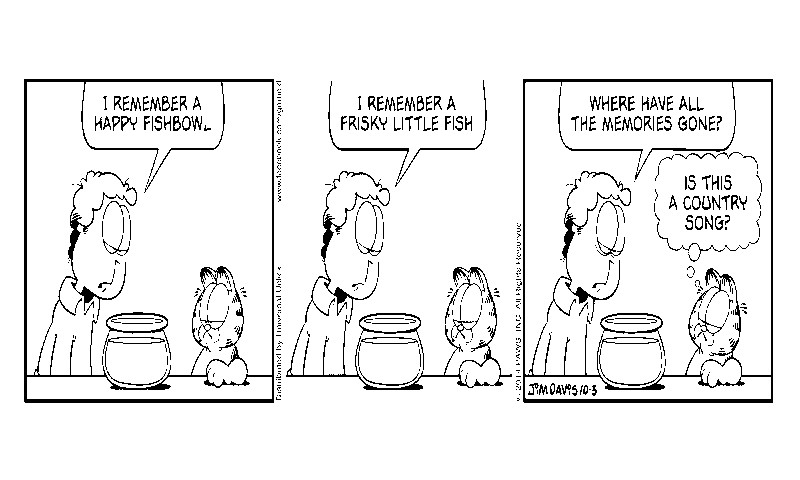 I REMEMBER A
HAPPY FISHBOWL
I REMEMBER A
FRISKY LITTLE FISH
WHERE HAVE ALL
THE MEMORIES GONE?
IS THIS
A COUNTRY
SONG?
JIM DAVIS 10-3